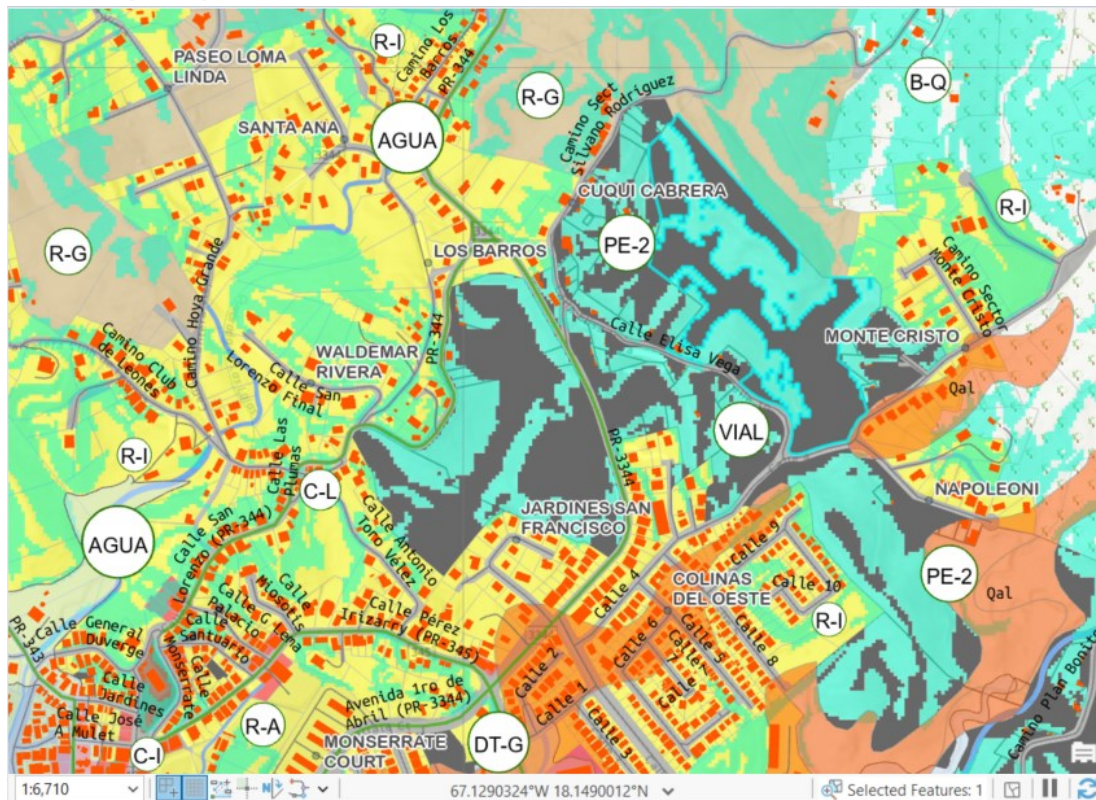 R-I
Camino Los
Barros
PR-344
PASEO LOMA
LINDA
B-Q
R-G
SANTA ANA
AGUA
Camino Sect
Silvano Rodríguez
CUQUI CABRERA
R-I
R-G
PE-2
LOS BARROS
Camino Hoya Grande
Camino Sector
Monte Cristo
Camino Club
de Leones
PR-344
Calle Elisa Vega
MONTE CRISTO
WALDEMAR
RIVERA
Calle San
Lorenzo Final
Qal
VIAL
R-I
Calle Las
Plumas
PR-3344
C-L
NAPOLEONI
JARDINES SAN
FRANCISCO
AGUA
Calle San
Lorenzo (PR-344)
Calle Antonio
Toro Velez
Calle 9
COLINAS
DEL OESTE
PE-2
Calle 4
Calle 10
Calle
Misolis
Calle G Lema
Palacio
Calle
Santuario
Calle Pérez
Irizarry (PR-345)
Qal
R-I
Calle 6
Calle 5
Calle 8
PR-343
Calle General
Duverge
Monserrate
Calle
Calle 2
Calle 7
Calle
Jardines
Calle 1
Avenida 1ro de
Abril (PR-3344)
R-A
Calle José
A Mulet
Calle 3
Camino Plan Bonito
C-I
MONSERRATE
COURT
DT-G
1:6,710
67.1290324°W 18.1490012°N
Selected Features: 1